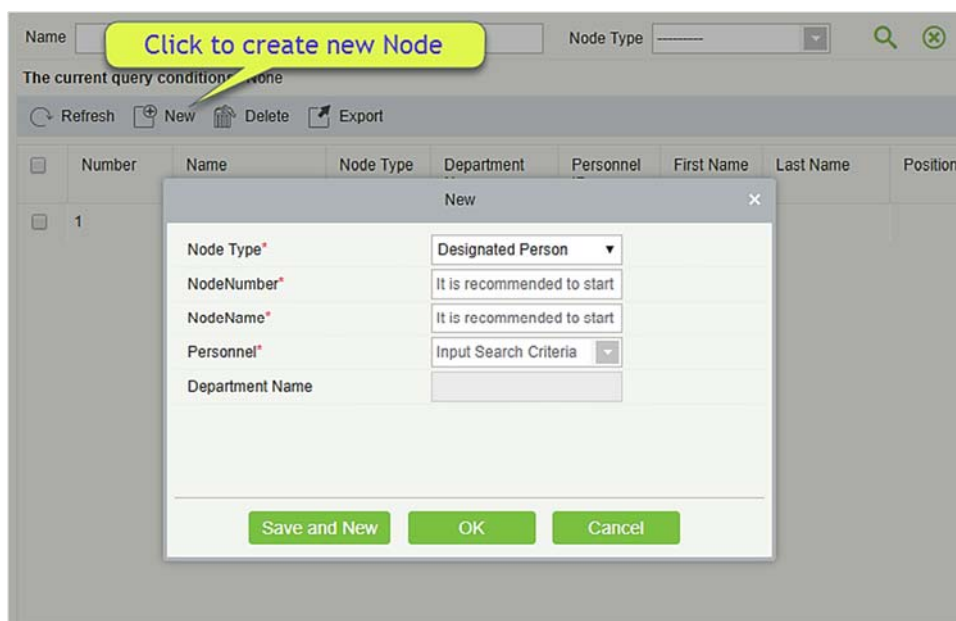 Name
Click to create new Node
Node Type ---------
The current query conditions None
Refresh New Delete Export
Number Name Node Type Department Personnel First Name Last Name Position
New
1
Node Type* Designated Person
NodeNumber* It is recommended to start
NodeName* It is recommended to start
Personnel* Input Search Criteria
Department Name
Save and New OK Cancel